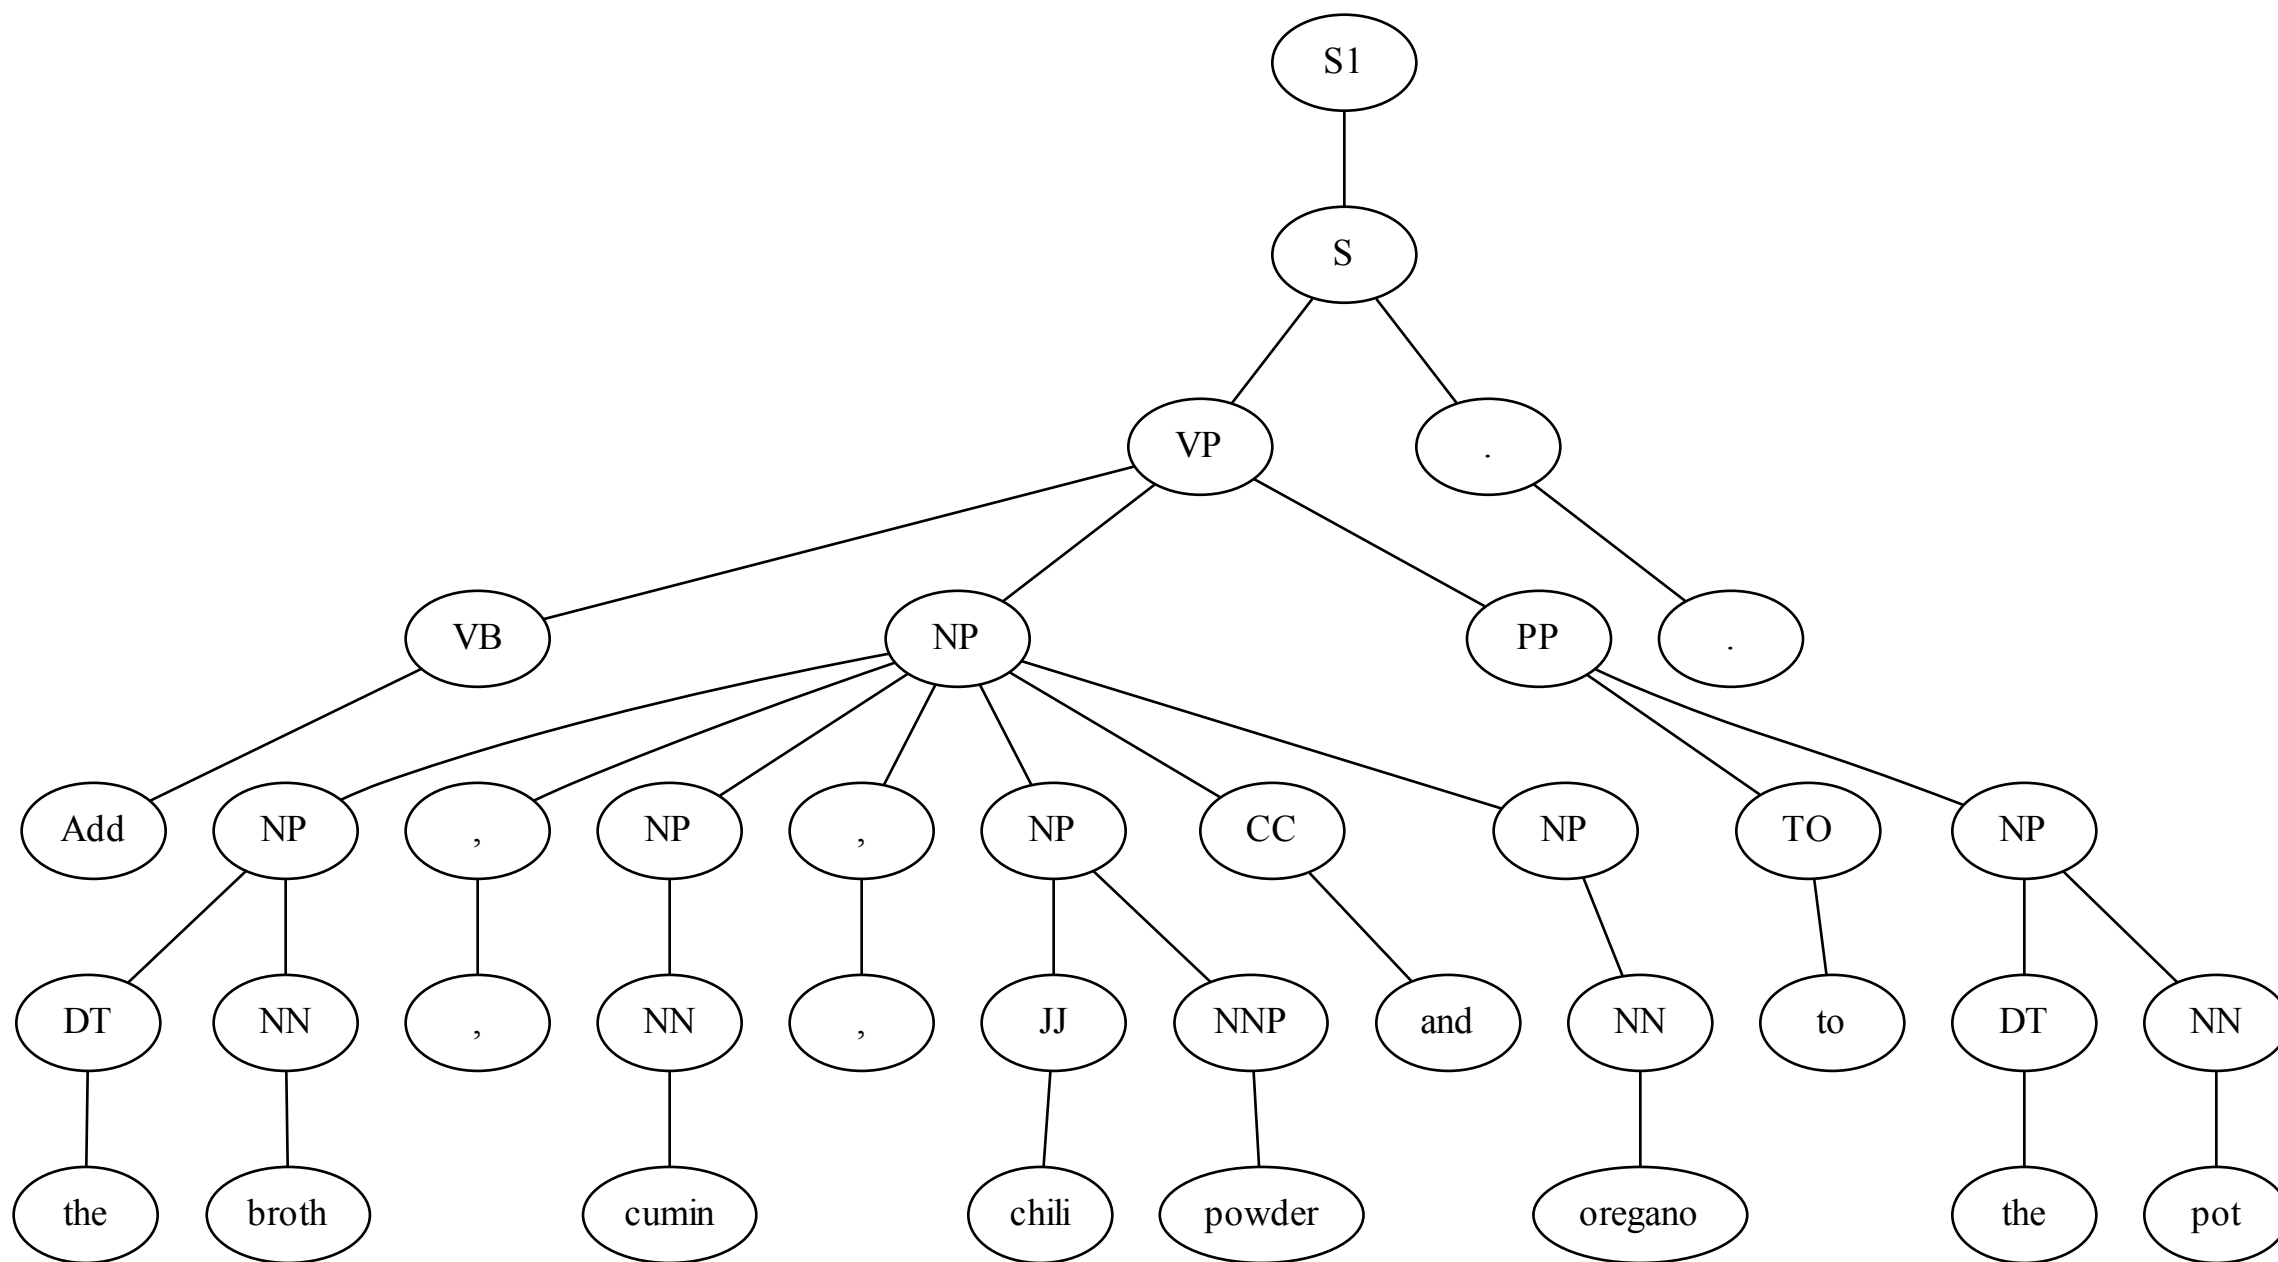 S1
S
VP .
VB NP PP .
Add NP , NP , NP CC NP TO NP
DT NN , NN , JJ NNP and NN to DT NN
the broth cumin chili powder oregano the pot